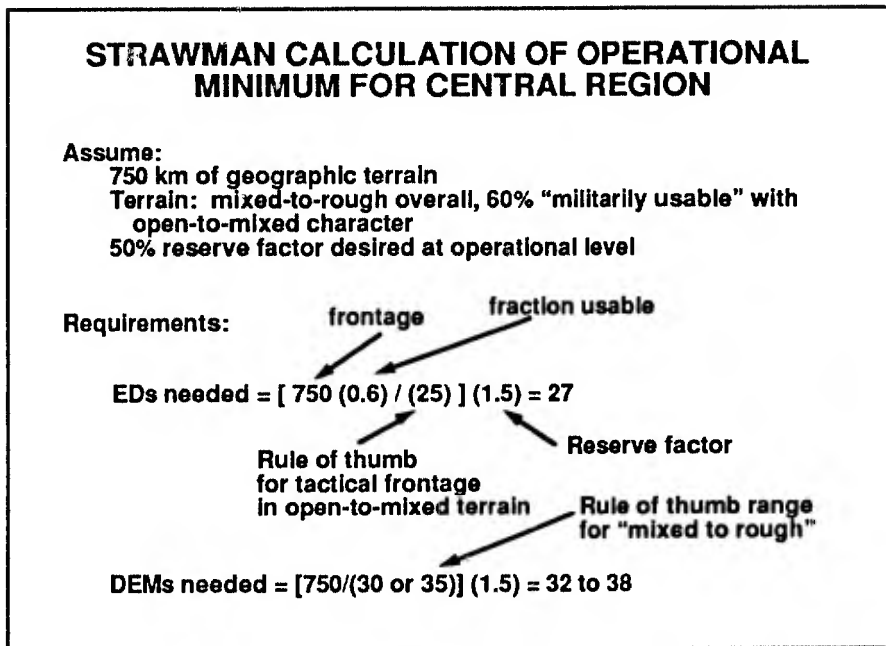 STRAWMAN CALCULATION OF OPERATIONAL
MINIMUM FOR CENTRAL REGION
Assume:
750 km of geographic terrain
Terrain: mixed-to-rough overall, 60% "militarily usable" with
open-to-mixed character
50% reserve factor desired at operational level
Requirements:
frontage
fraction usable
EDs needed = [ 750 (0.6) / (25) ] (1.5) = 27
Rule of thumb
for tactical frontage
in open-to-mixed terrain
Reserve factor
Rule of thumb range
for "mixed to rough"
DEMs needed = [750/(30 or 35)] (1.5) = 32 to 38